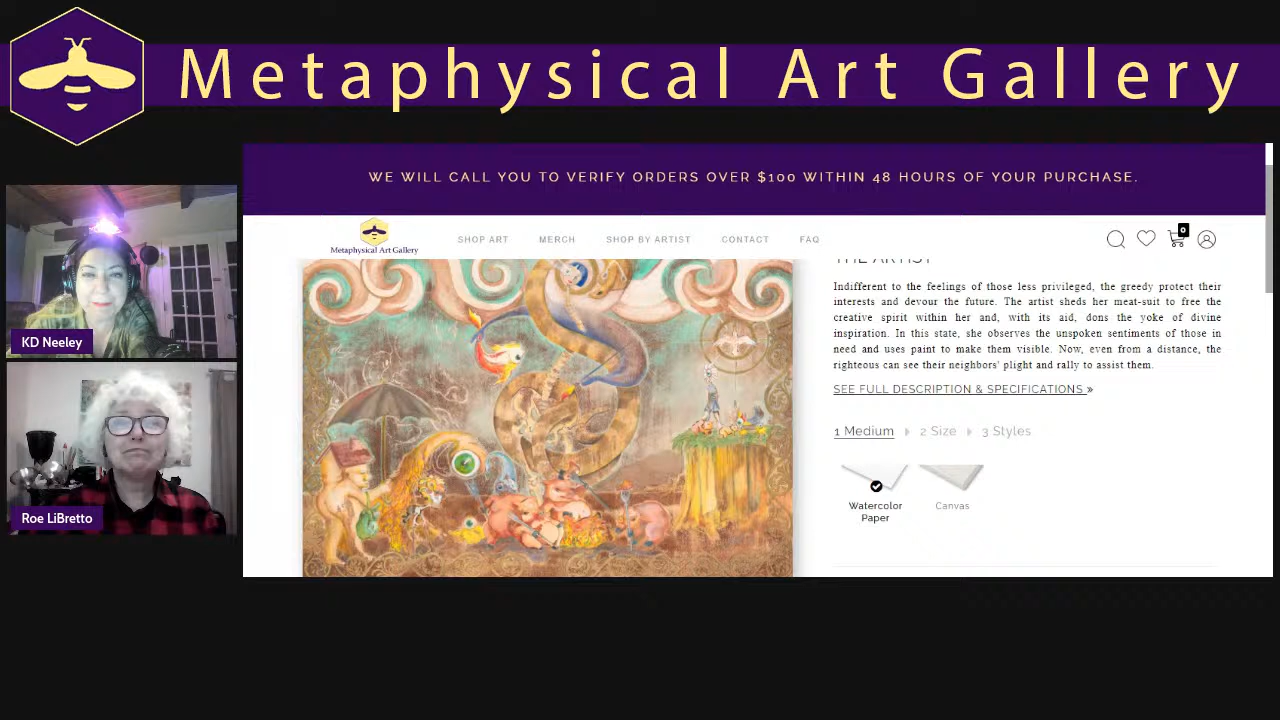 Metaphysical Art Gallery
WE WILL CALL YOU TO VERIFY ORDERS OVER $100 WITHIN 48 HOURS OF YOUR PURCHASE.
Metaphysical Art Gallery
SHOP ART
MERCH
SHOP BY ARTIST
CONTACT
FAQ
0
THE ARTIST
Indifferent to the feelings of those less privileged, the greedy protect their
interests and devour the future. The artist sheds her meat-suit to free the
creative spirit within her and, with its aid, dons the yoke of divine
inspiration. In this state, she observes the unspoken sentiments of those in
need and uses paint to make them visible. Now, even from a distance, the
righteous can see their neighbors' plight and rally to assist them.
SEE FULL DESCRIPTION & SPECIFICATIONS »
1 Medium
2 Size
3 Styles
Watercolor
Paper
Canvas
KD Neeley
Roe LiBretto